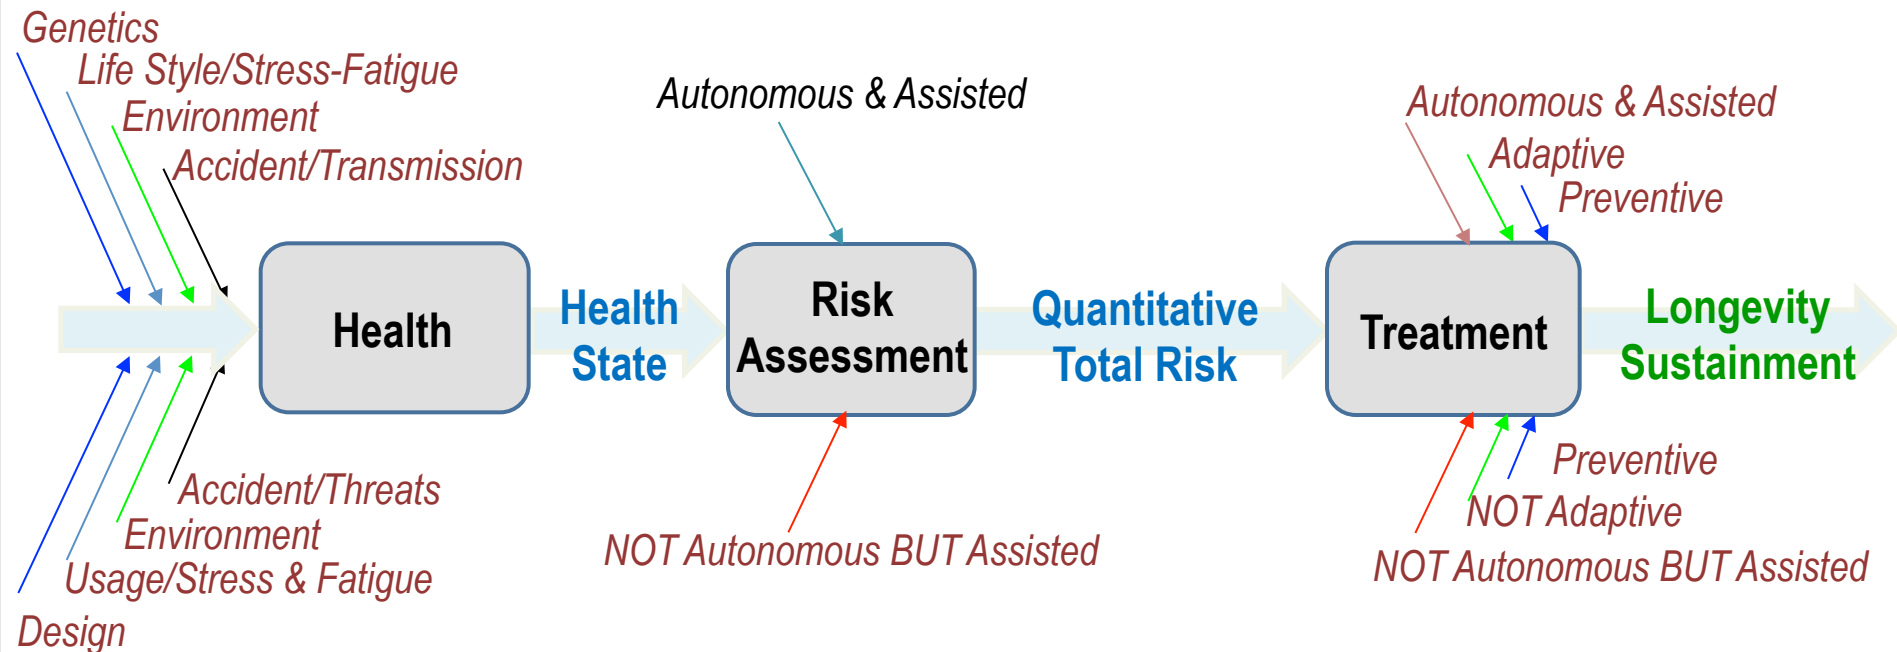 Genetics
Life Style/Stress-Fatigue
Environment
Accident/Transmission
Autonomous & Assisted
Autonomous & Assisted
Adaptive
Preventive
Health
Health
State
Risk
Assessment
Quantitative
Total Risk
Treatment
Longevity
Sustainment
Accident/Threats
Environment
Usage/Stress & Fatigue
Design
NOT Autonomous BUT Assisted
Preventive
NOT Adaptive
NOT Autonomous BUT Assisted